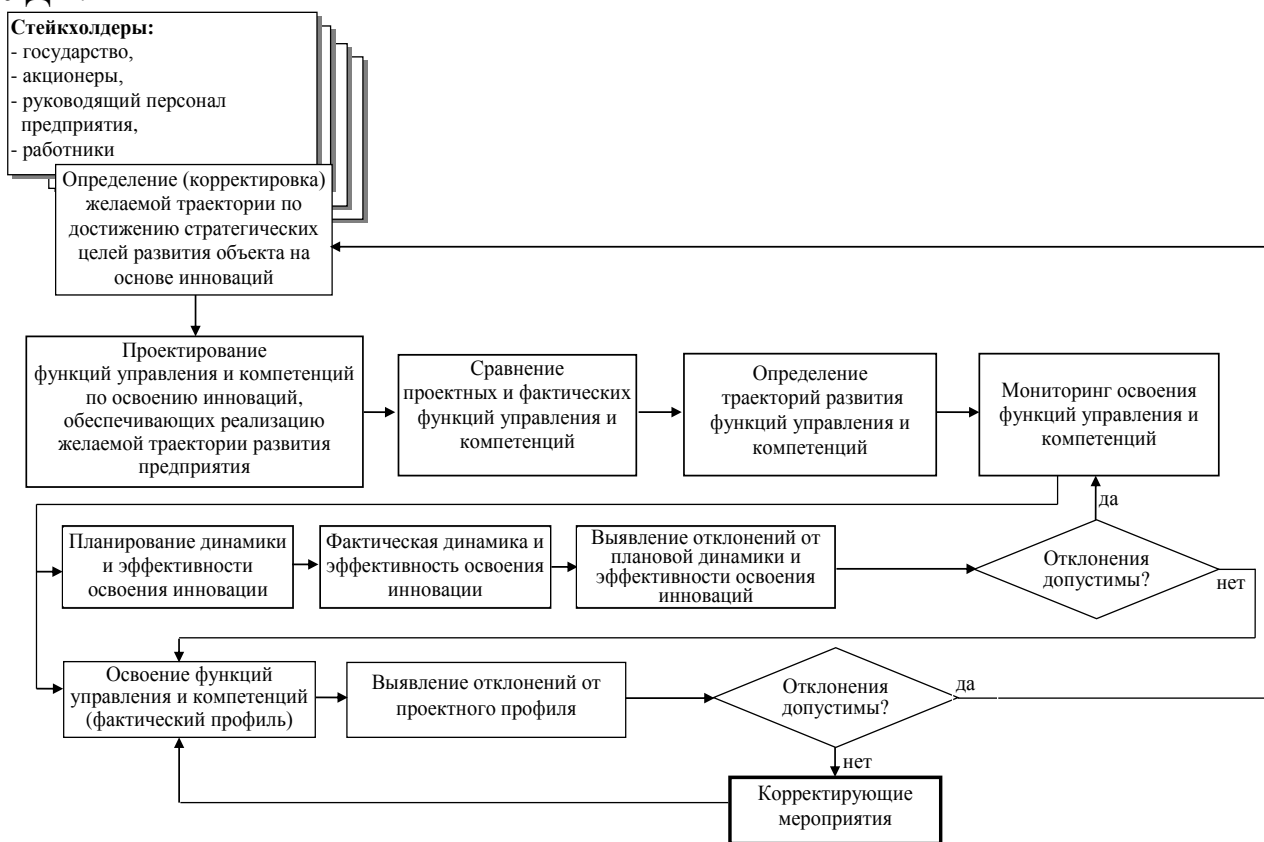 Стейкхолдеры:
- государство,
- акционеры,
- руководящий персонал
предприятия,
- работники
Определение (корректировка)
желаемой траектории по
достижению стратегических
целей развития объекта на
основе инноваций
Проектирование
функций управления и компетенций
по освоению инноваций,
обеспечивающих реализацию
желаемой траектории развития
предприятия
Сравнение
проектных и фактических
функций управления и
компетенций
Определение
траекторий развития
функций управления и
компетенций
Мониторинг освоения
функций управления и
компетенций
да
Планирование динамики
и эффективности
освоения инновации
Фактическая динамика и
эффективность освоения
инновации
Выявление отклонений от
плановой динамики и
эффективности освоения
инноваций
Отклонения
допустимы?
нет
Освоение функций
управления и компетенций
(фактический профиль)
Выявление отклонений от
проектного профиля
Отклонения
допустимы?
да
нет
Корректирующие
мероприятия